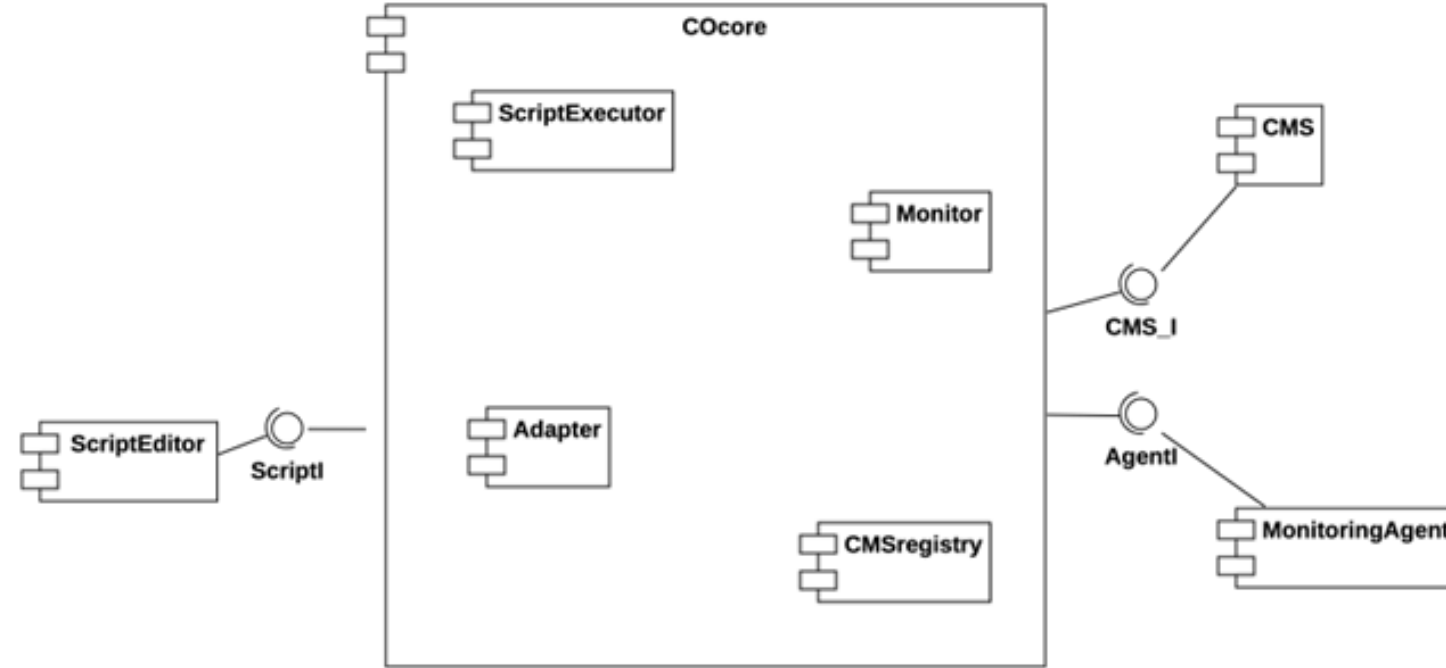 COcore
ScriptExecutor
CMS
Monitor
CMS_I
ScriptEditor
ScriptI
Adapter
AgentI
MonitoringAgent
CMSregistry